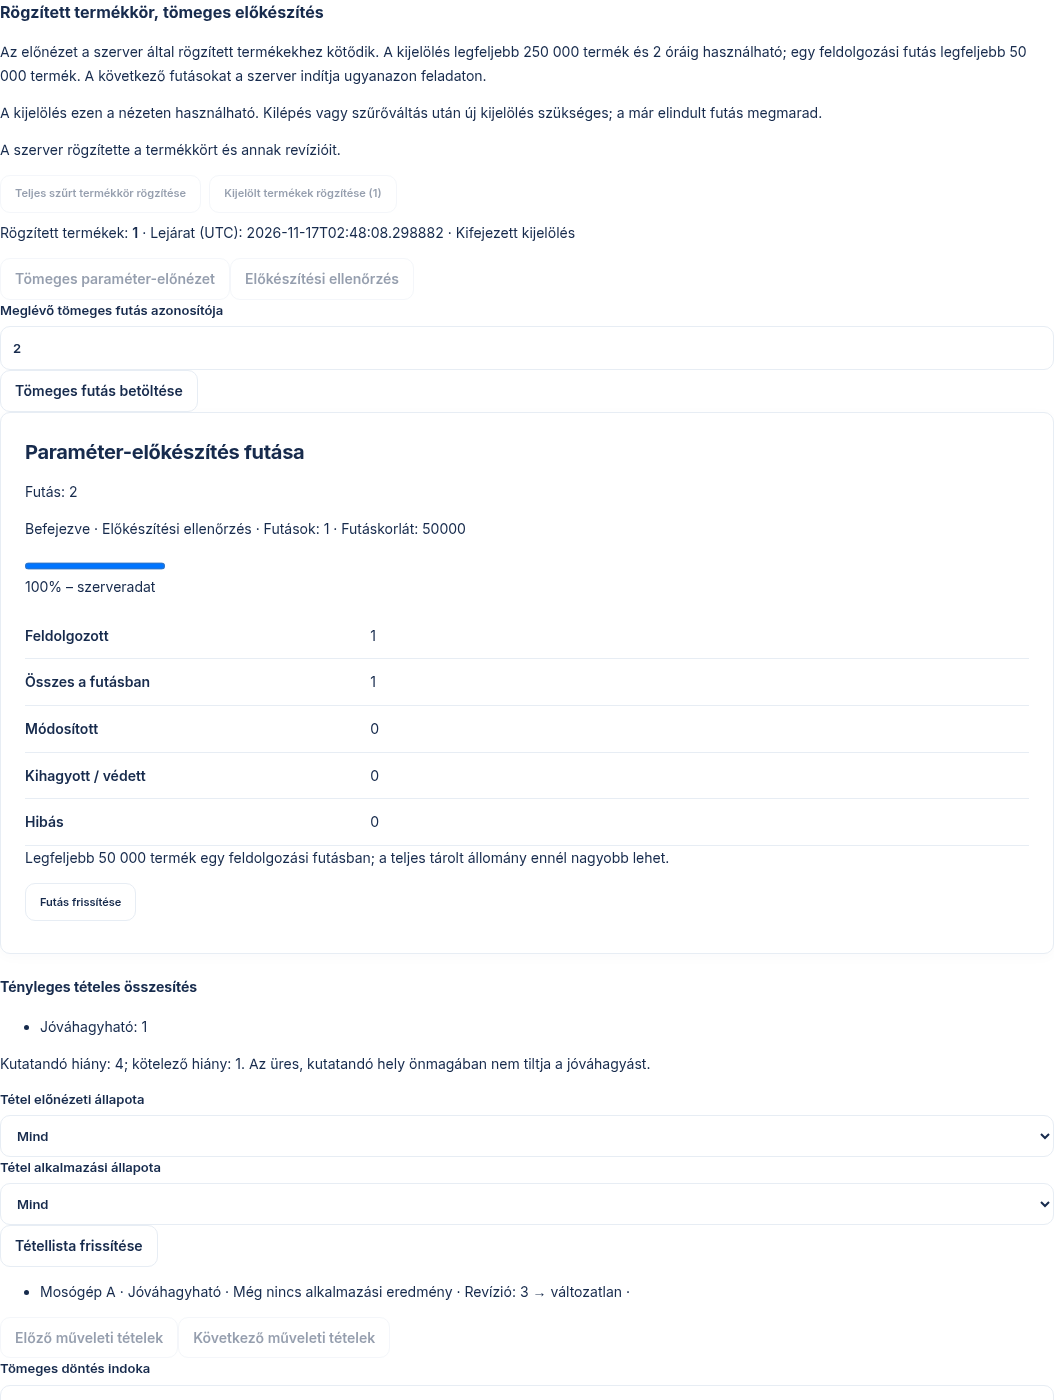 Rögzített termékkör, tömeges előkészítés
Az előnézet a szerver által rögzített termékekhez kötődik. A kijelölés legfeljebb 250 000 termék és 2 óráig használható; egy feldolgozási futás legfeljebb 50
000 termék. A következő futásokat a szerver indítja ugyanazon feladaton.
A kijelölés ezen a nézeten használható. Kilépés vagy szűrőváltás után új kijelölés szükséges; a már elindult futás megmarad.
A szerver rögzítette a termékkört és annak revízióit.
Teljes szűrt termékkör rögzítése
Kijelölt termékek rögzítése (1)
Rögzített termékek: 1 · Lejárat (UTC): 2026-11-17T02:48:08.298882 · Kifejezett kijelölés
Tömeges paraméter-előnézet
Előkészítési ellenőrzés
Meglévő tömeges futás azonosítója
2
Tömeges futás betöltése
Paraméter-előkészítés futása
Futás: 2
Befejezve · Előkészítési ellenőrzés · Futások: 1 · Futáskorlát: 50000
100% – szerveradat
Feldolgozott 1
Összes a futásban 1
Módosított 0
Kihagyott / védett 0
Hibás 0
Legfeljebb 50 000 termék egy feldolgozási futásban; a teljes tárolt állomány ennél nagyobb lehet.
Futás frissítése
Tényleges tételes összesítés
Jóváhagyható: 1
Kutatandó hiány: 4; kötelező hiány: 1. Az üres, kutatandó hely önmagában nem tiltja a jóváhagyást.
Tétel előnézeti állapota
Mind
Tétel alkalmazási állapota
Mind
Tétellista frissítése
Mosógép A · Jóváhagyható · Még nincs alkalmazási eredmény · Revízió: 3 → változatlan ·
Előző műveleti tételek
Következő műveleti tételek
Tömeges döntés indoka